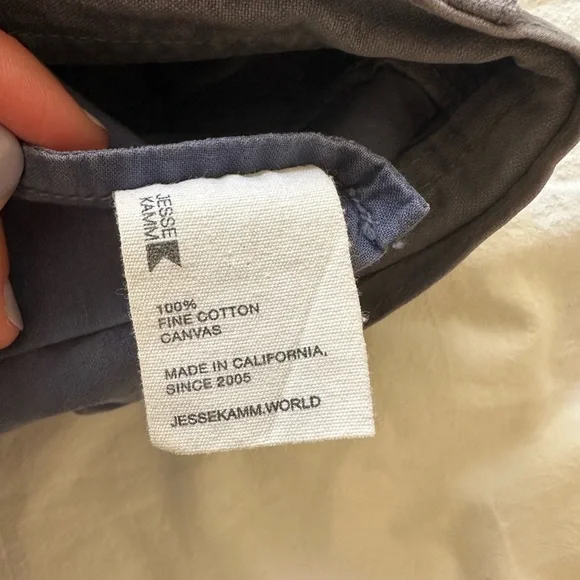 JESSE
KAMM
100%
FINE COTTON
CANVAS
MADE IN CALIFORNIA,
SINCE 2005
JESSEKAMM.WORLD